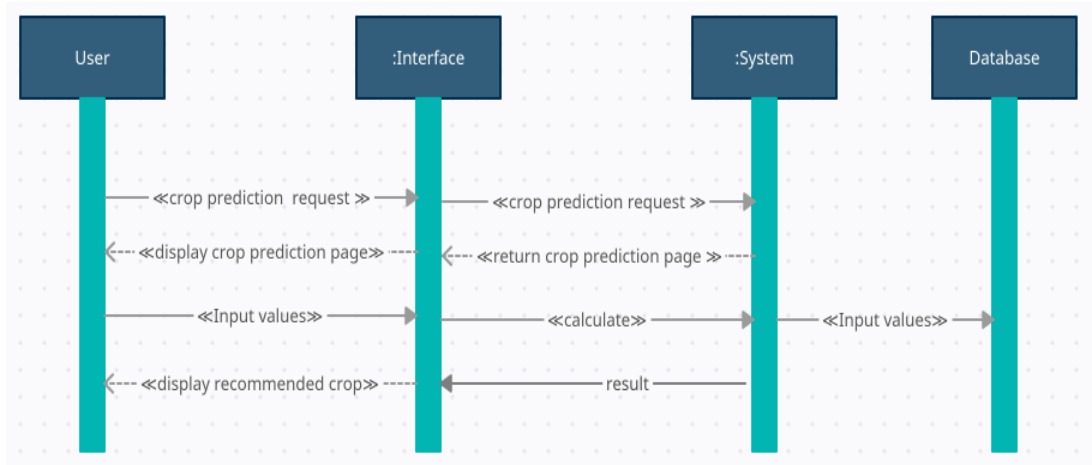 User
:Interface
:System
Database
≪crop prediction  request ≫
≪crop prediction request ≫
≪display crop prediction page≫
≪return crop prediction page ≫
≪Input values≫
≪calculate≫
≪Input values≫
≪display recommended crop≫
result